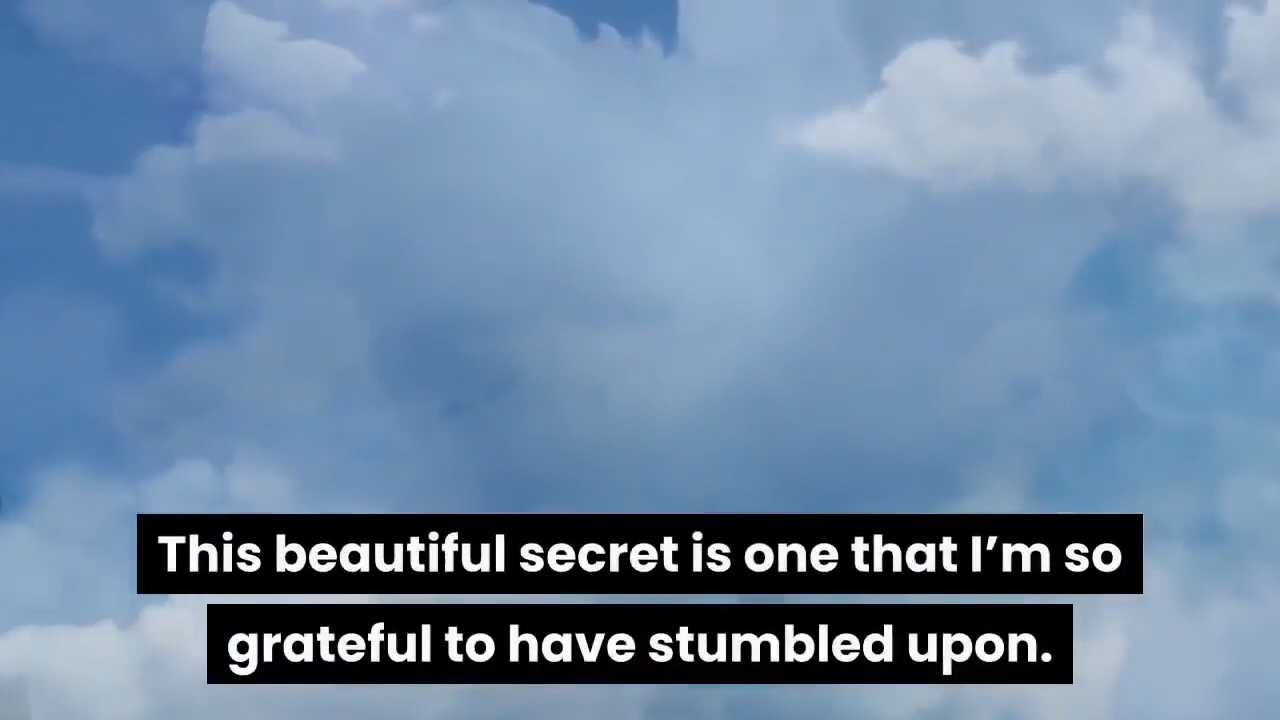 This beautiful secret is one that I’m so
grateful to have stumbled upon.